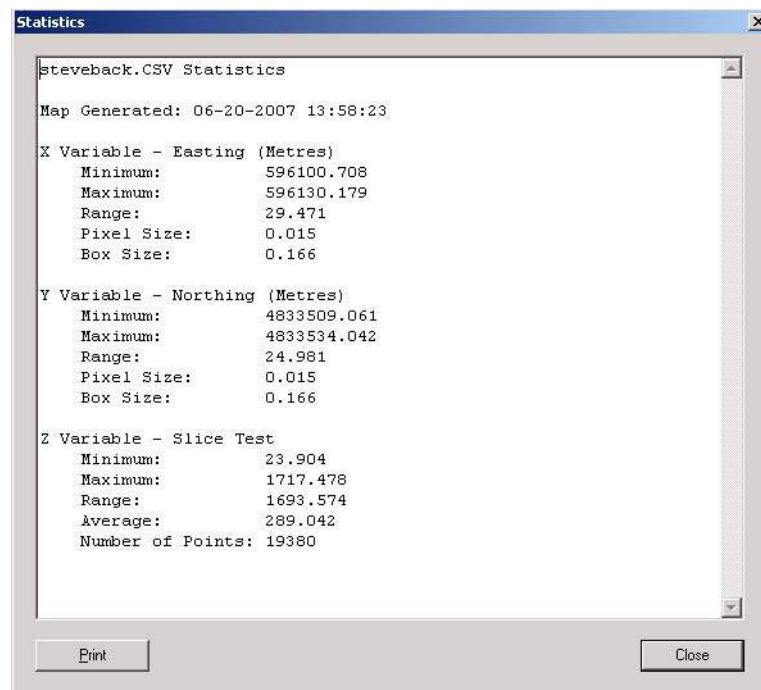 Statistics
steveback.CSV Statistics
Map Generated: 06-20-2007 13:58:23
X Variable - Easting (Metres)
Minimum: 596100.708
Maximum: 596130.179
Range: 29.471
Pixel Size: 0.015
Box Size: 0.166
Y Variable - Northing (Metres)
Minimum: 4833509.061
Maximum: 4833534.042
Range: 24.981
Pixel Size: 0.015
Box Size: 0.166
Z Variable - Slice Test
Minimum: 23.904
Maximum: 1717.478
Range: 1693.574
Average: 289.042
Number of Points: 19380
Print Close